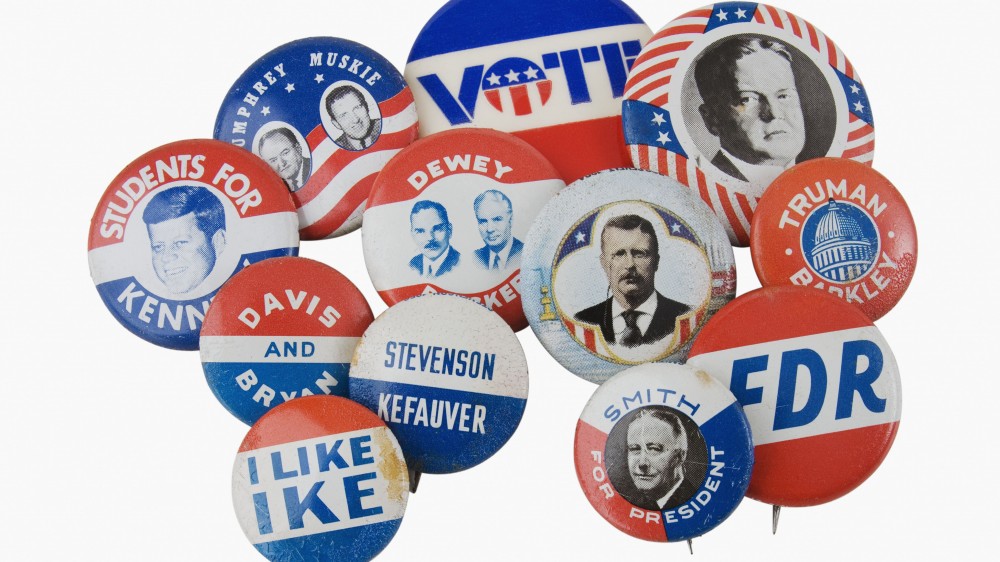 UMPHREY MUSKIE
VOTE
STUDENTS FOR
KENN
DEWEY
TRUMAN
BARKLEY
DAVIS
AND
BRYAN
STEVENSON
KEFAUVER
FDR
SMITH
FOR PRESIDENT
I LIKE
IKE